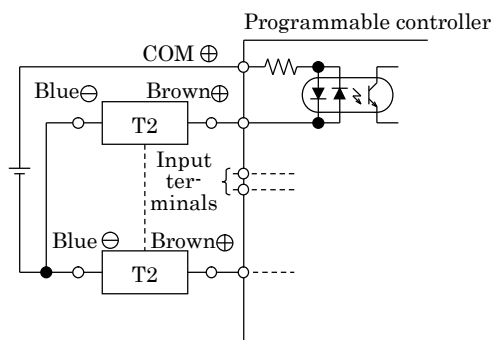 Programmable controller
COM ⊕
Blue⊖ Brown⊕
T2
Input
ter-
minals
Blue⊖ Brown⊕
T2